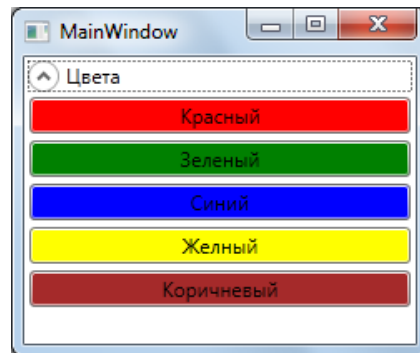 MainWindow
Цвета
Красный
Зеленый
Синий
Желный
Коричневый